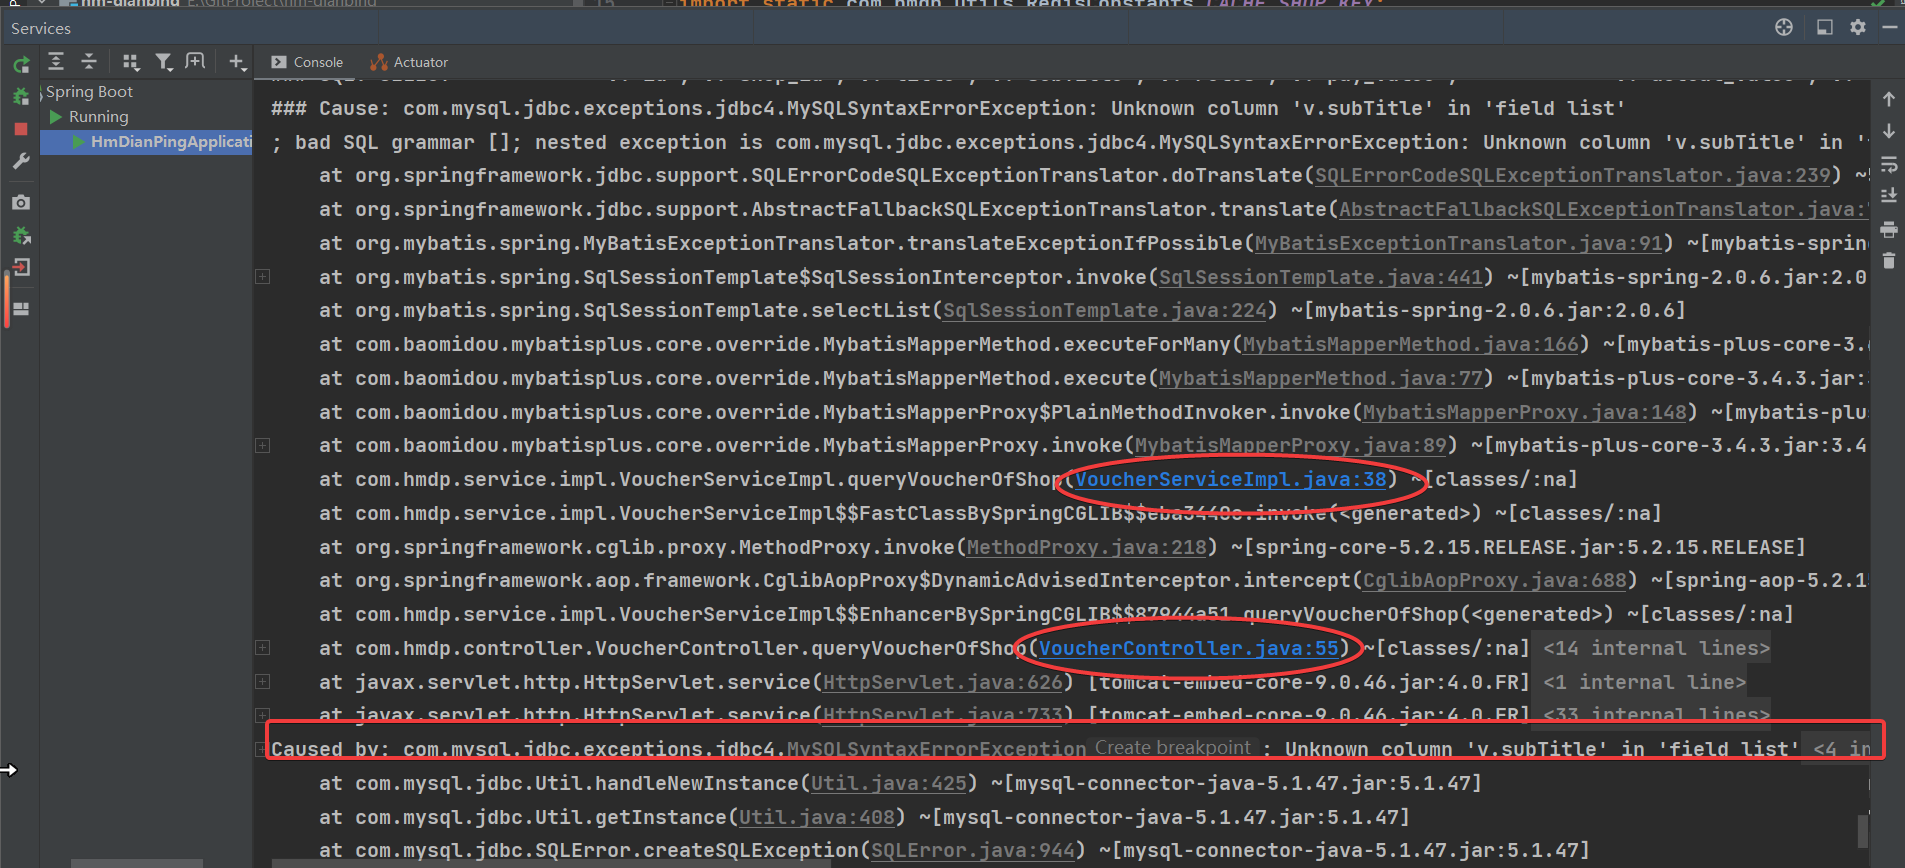 hm-dianping E:\GitProject\hm-dianping
15 import static com.hmdp.utils.RedisConstants.CACHE_SHOP_KEY;
Services
Console Actuator
Spring Boot
Running
HmDianPingApplicati
### Cause: com.mysql.jdbc.exceptions.jdbc4.MySQLSyntaxErrorException: Unknown column 'v.subTitle' in 'field list'
; bad SQL grammar []; nested exception is com.mysql.jdbc.exceptions.jdbc4.MySQLSyntaxErrorException: Unknown column 'v.subTitle' in '
at org.springframework.jdbc.support.SQLErrorCodeSQLExceptionTranslator.doTranslate(SQLErrorCodeSQLExceptionTranslator.java:239) ~
at org.springframework.jdbc.support.AbstractFallbackSQLExceptionTranslator.translate(AbstractFallbackSQLExceptionTranslator.java:
at org.mybatis.spring.MyBatisExceptionTranslator.translateExceptionIfPossible(MyBatisExceptionTranslator.java:91) ~[mybatis-spring
at org.mybatis.spring.SqlSessionTemplate$SqlSessionInterceptor.invoke(SqlSessionTemplate.java:441) ~[mybatis-spring-2.0.6.jar:2.0
at org.mybatis.spring.SqlSessionTemplate.selectList(SqlSessionTemplate.java:224) ~[mybatis-spring-2.0.6.jar:2.0.6]
at com.baomidou.mybatisplus.core.override.MybatisMapperMethod.executeForMany(MybatisMapperMethod.java:166) ~[mybatis-plus-core-3.
at com.baomidou.mybatisplus.core.override.MybatisMapperMethod.execute(MybatisMapperMethod.java:77) ~[mybatis-plus-core-3.4.3.jar:
at com.baomidou.mybatisplus.core.override.MybatisMapperProxy$PlainMethodInvoker.invoke(MybatisMapperProxy.java:148) ~[mybatis-plu
at com.baomidou.mybatisplus.core.override.MybatisMapperProxy.invoke(MybatisMapperProxy.java:89) ~[mybatis-plus-core-3.4.3.jar:3.4
at com.hmdp.service.impl.VoucherServiceImpl.queryVoucherOfShop(VoucherServiceImpl.java:38) ~[classes/:na]
at com.hmdp.service.impl.VoucherServiceImpl$$FastClassBySpringCGLIB$$eba3440c.invoke(<generated>) ~[classes/:na]
at org.springframework.cglib.proxy.MethodProxy.invoke(MethodProxy.java:218) ~[spring-core-5.2.15.RELEASE.jar:5.2.15.RELEASE]
at org.springframework.aop.framework.CglibAopProxy$DynamicAdvisedInterceptor.intercept(CglibAopProxy.java:688) ~[spring-aop-5.2.15
at com.hmdp.service.impl.VoucherServiceImpl$$EnhancerBySpringCGLIB$$87944a51.queryVoucherOfShop(<generated>) ~[classes/:na]
at com.hmdp.controller.VoucherController.queryVoucherOfShop(VoucherController.java:55) ~[classes/:na] <14 internal lines>
at javax.servlet.http.HttpServlet.service(HttpServlet.java:626) [tomcat-embed-core-9.0.46.jar:4.0.FR] <1 internal line>
at javax.servlet.http.HttpServlet.service(HttpServlet.java:733) [tomcat-embed-core-9.0.46.jar:4.0.FR] <33 internal lines>
Caused by: com.mysql.jdbc.exceptions.jdbc4.MySQLSyntaxErrorException Create breakpoint : Unknown column 'v.subTitle' in 'field list' <4 in
at com.mysql.jdbc.Util.handleNewInstance(Util.java:425) ~[mysql-connector-java-5.1.47.jar:5.1.47]
at com.mysql.jdbc.Util.getInstance(Util.java:408) ~[mysql-connector-java-5.1.47.jar:5.1.47]
at com.mysql.jdbc.SQLError.createSQLException(SQLError.java:944) ~[mysql-connector-java-5.1.47.jar:5.1.47]